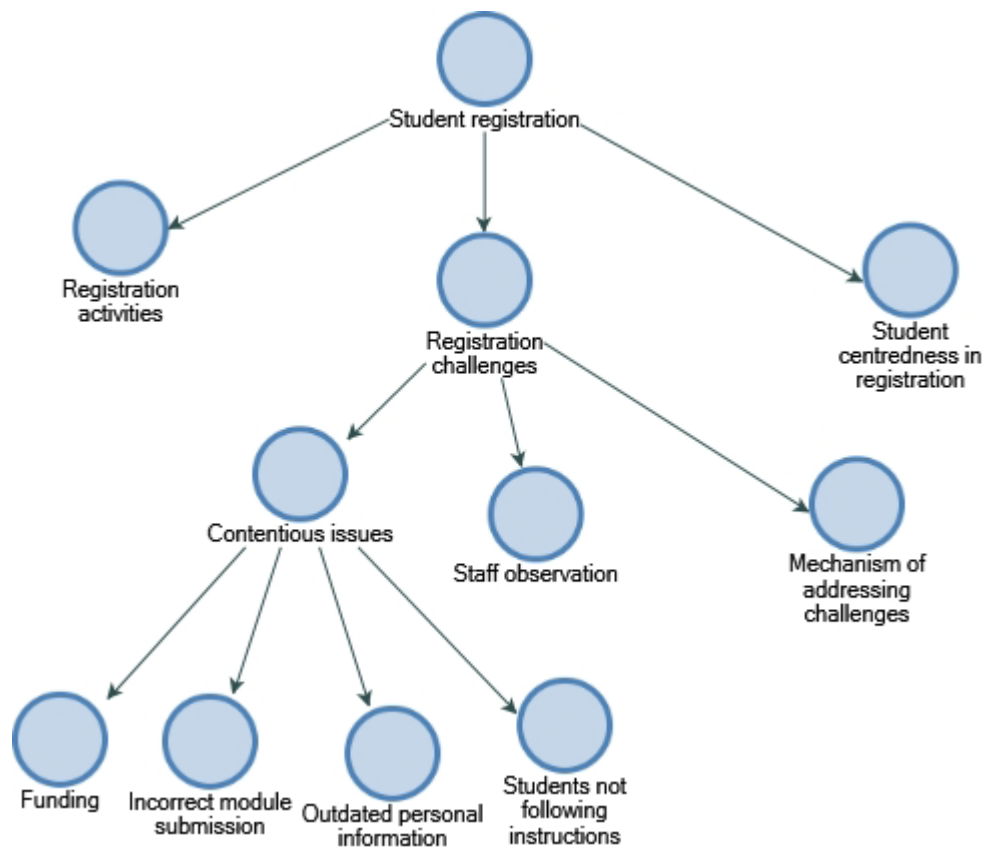 Student registration
Registration
activities
Registration
challenges
Student
centredness in
registration
Contentious issues
Staff observation
Mechanism of
addressing
challenges
Funding
Incorrect module
submission
Outdated personal
information
Students not
following
instructions